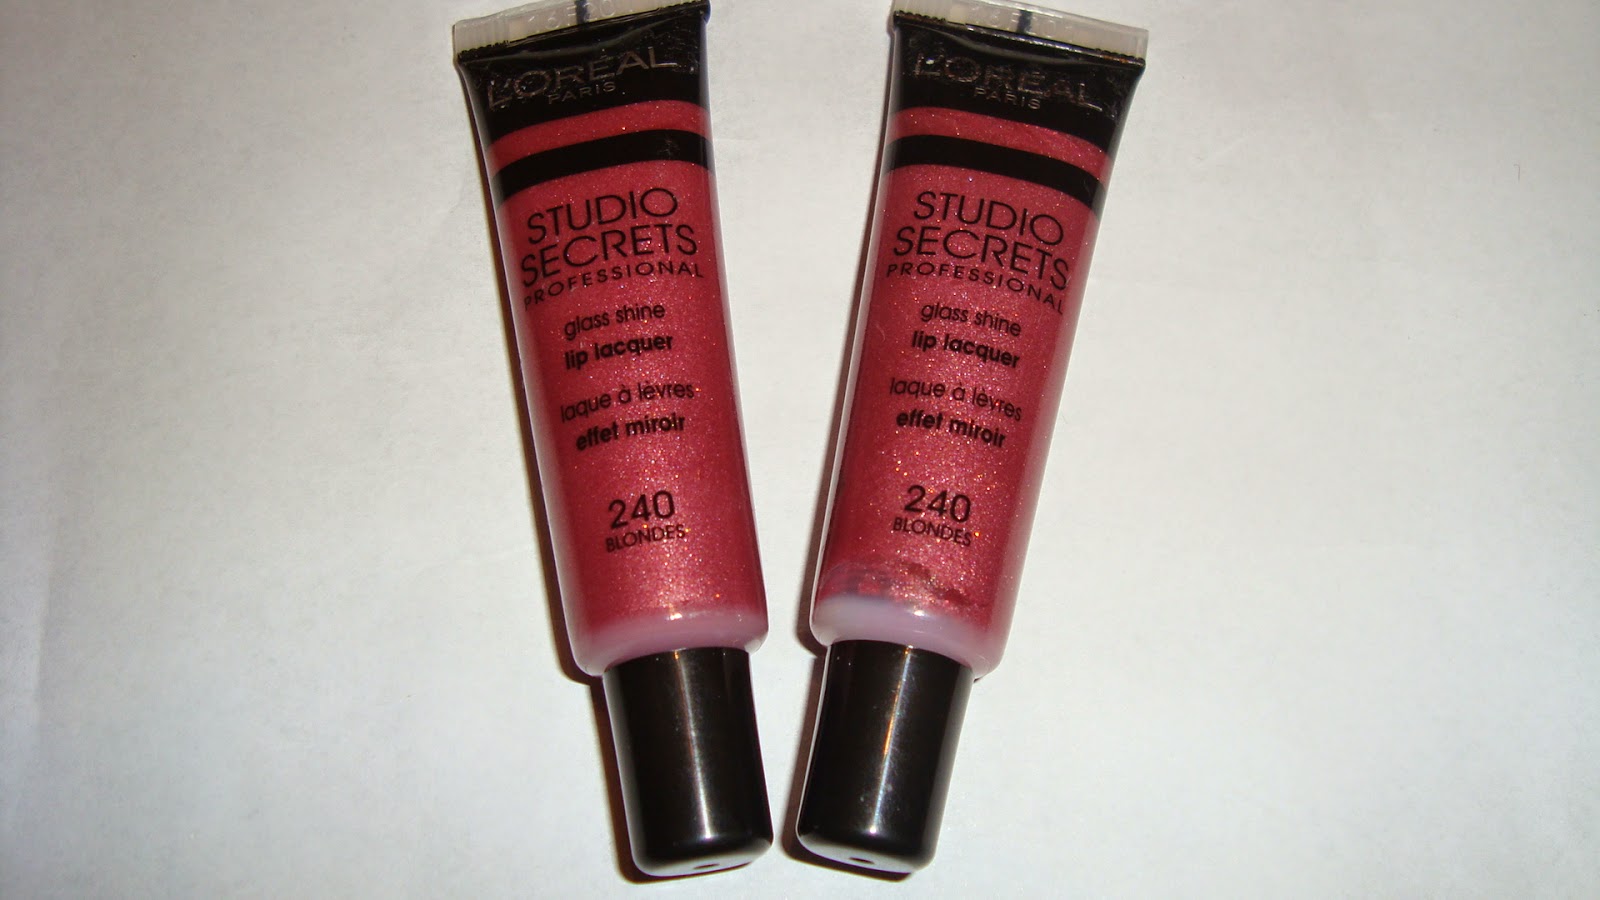 L'ORÉAL
PARIS
STUDIO
SECRETS
PROFESSIONAL
glass shine
lip lacquer
laque à lèvres
effet miroir
240
BLONDES
L'ORÉAL
PARIS
STUDIO
SECRETS
PROFESSIONAL
glass shine
lip lacquer
laque à lèvres
effet miroir
240
BLONDES